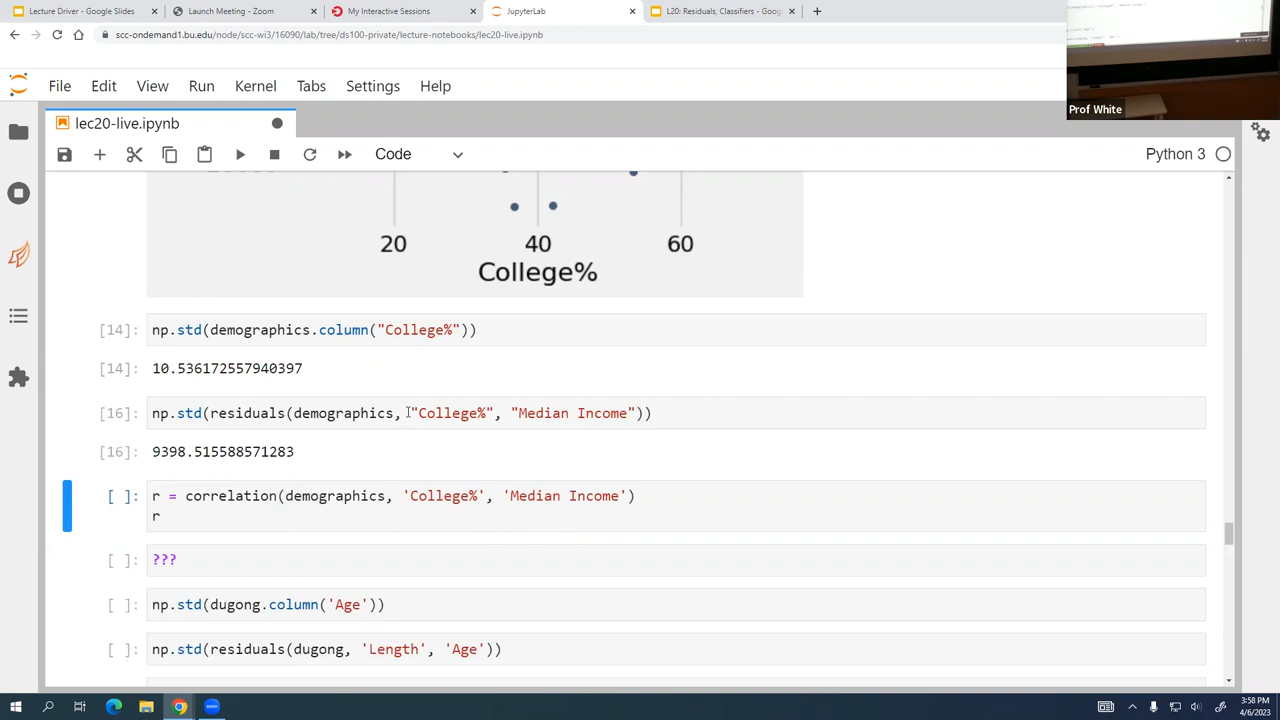 Lecture Driver - Google Slides
Launch Meeting - Zoom
My Interactive Sessions
JupyterLab
L20: Residuals, Classifiers - Goog
scc-ondemand1.bu.edu/node/scc-wi3/16090/lab/tree/ds100-
ecture-notebooks/lec20-live.ipynb
Prof White
File Edit View Run Kernel Tabs Settings Help
lec20-live.ipynb
Code
Python 3
20 40 60
College%
[14]: np.std(demographics.column("College%"))
[14]: 10.536172557940397
[16]: np.std(residuals(demographics, "College%", "Median Income"))
[16]: 9398.515588571283
[ ]: r = correlation(demographics, 'College%', 'Median Income')
r
[ ]: ???
[ ]: np.std(dugong.column('Age'))
[ ]: np.std(residuals(dugong, 'Length', 'Age'))
3:58 PM
4/6/2023